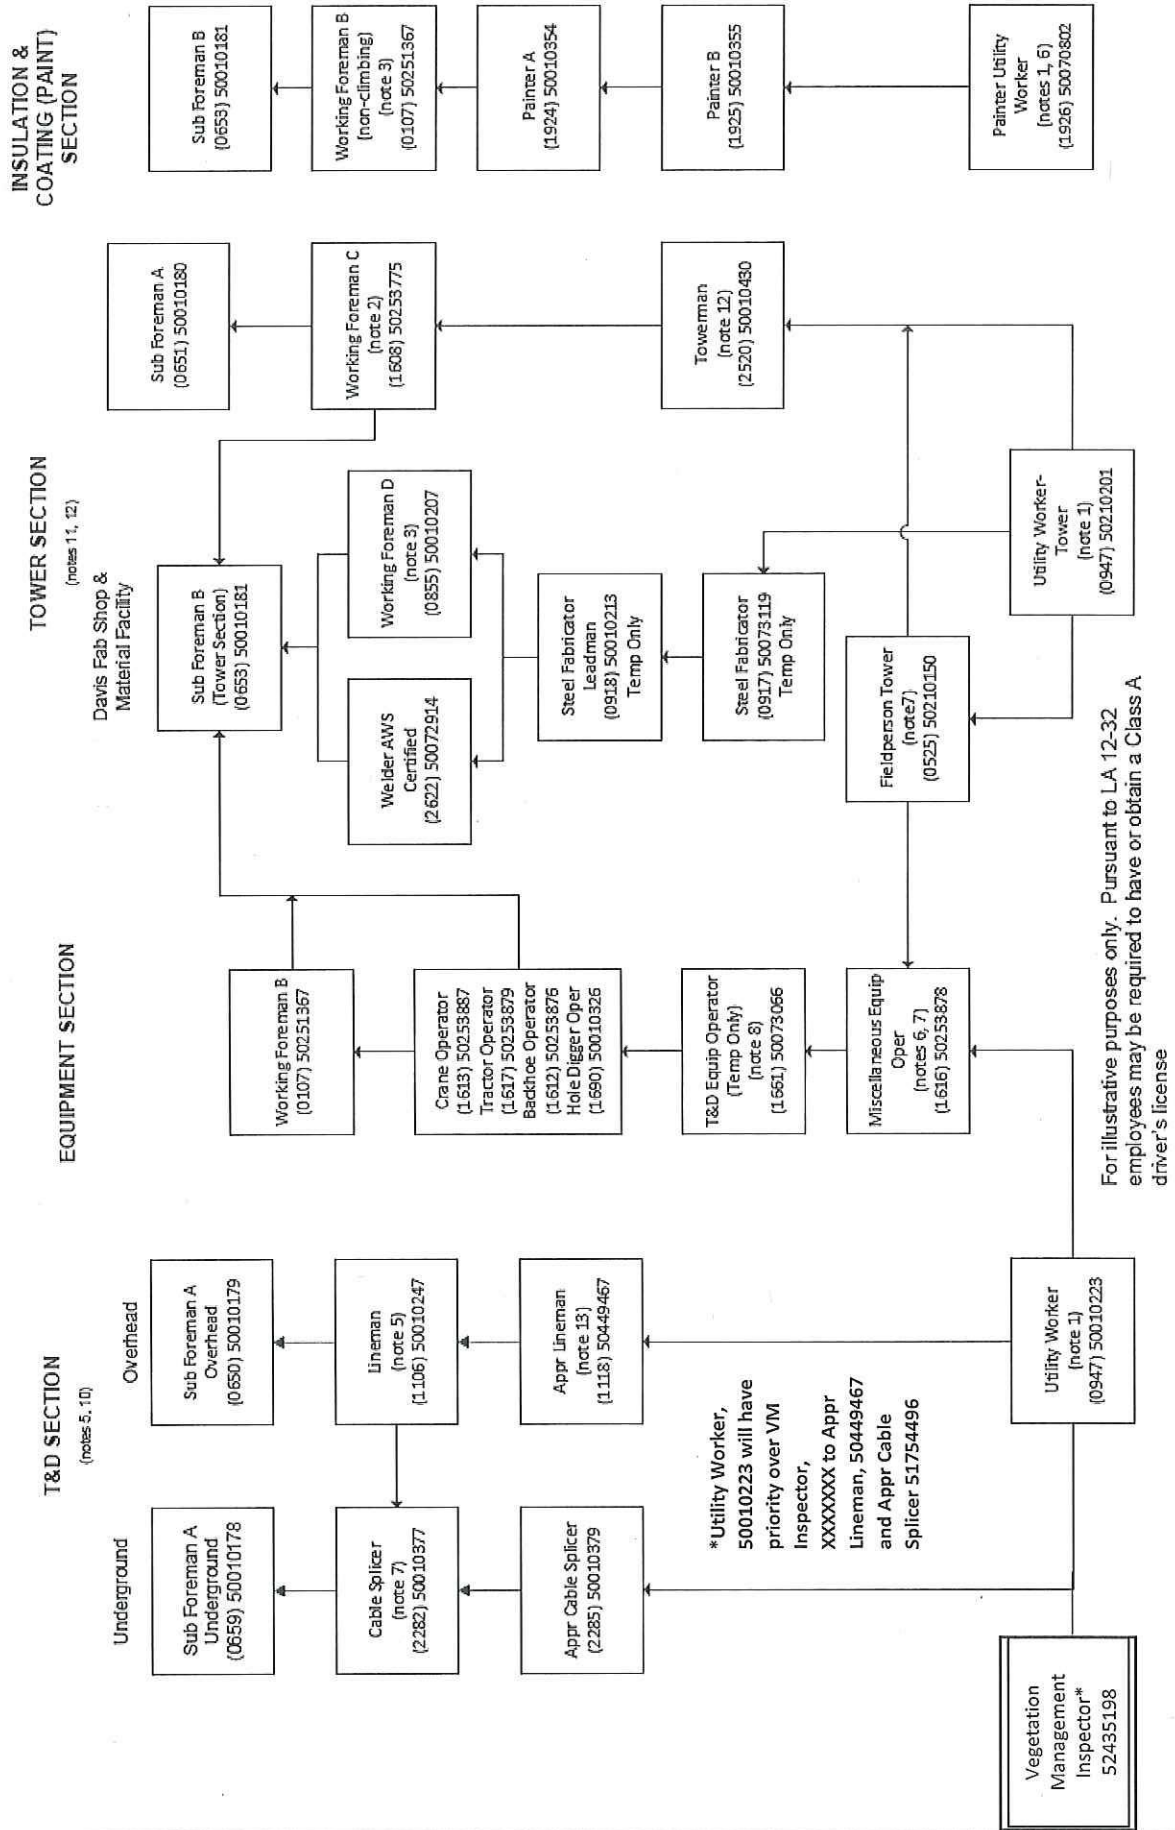 T&D SECTION
(notes 5, 10)
Underground
Overhead
Sub Foreman A
Underground
(0659) 50010178
Cable Splicer
(note 7)
(2282) 50010377
Appr Cable Splicer
(2285) 50010379
Sub Foreman A
Overhead
(0650) 50010179
Lineman
(note 5)
(1106) 50010247
Appr Lineman
(note 13)
(1118) 50449467
*Utility Worker,
50010223 will have
priority over VM
Inspector,
XXXXXXX to Appr
Lineman, 50449467
and Appr Cable
Splicer 51754496
Vegetation
Management
Inspector*
52435198
Utility Worker
(note 1)
(0947) 50010223
EQUIPMENT SECTION
Working Foreman B
(0107) 50251367
Crane Operator
(1613) 50253887
Tractor Operator
(1617) 50253879
Backhoe Operator
(1612) 50253876
Hole Digger Oper
(1690) 50010326
T&D Equip Operator
(Temp Only)
(note 8)
(1661) 50073066
Miscellaneous Equip
Oper
(notes 6, 7)
(1616) 50253878
TOWER SECTION
(notes 11, 12)
Davis Fab Shop &
Material Facility
Sub Foreman B
(Tower Section)
(0653) 50010181
Welder AWS
Certified
(2622) 50072914
Working Foreman D
(note 3)
(0855) 50010207
Steel Fabricator
Leadman
(0918) 50010213
Temp Only
Steel Fabricator
(0917) 50073119
Temp Only
Fieldperson Tower
(note7)
(0525) 50210150
Utility Worker-
Tower
(note 1)
(0947) 50210201
Sub Foreman A
(0651) 50010180
Working Foreman C
(note 2)
(1608) 50253775
Towerman
(note 12)
(2520) 50010430
For illustrative purposes only. Pursuant to LA 12-32
employees may be required to have or obtain a Class A
driver's license
INSULATION &
COATING (PAINT)
SECTION
Sub Foreman B
(0653) 50010181
Working Foreman B
(non-climbing)
(note 3)
(0107) 50251367
Painter A
(1924) 50010354
Painter B
(1925) 50010355
Painter Utility
Worker
(notes 1, 6)
(1926) 50070802